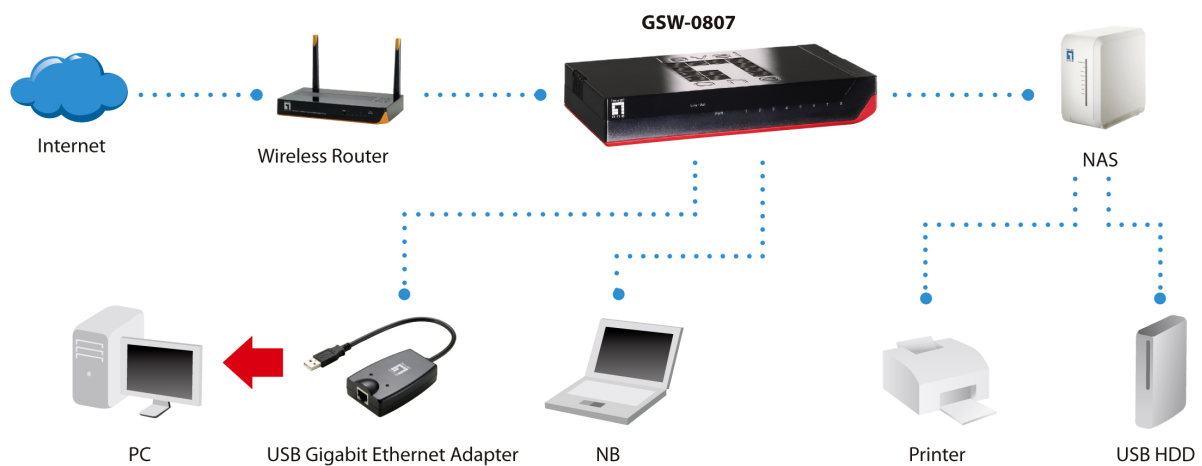 GSW-0807
Internet
Wireless Router
NAS
PC
USB Gigabit Ethernet Adapter
NB
Printer
USB HDD